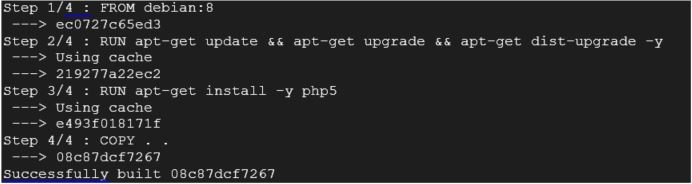 Step 1/4 : FROM debian:8
---> ec0727c65ed3
Step 2/4 : RUN apt-get update && apt-get upgrade && apt-get dist-upgrade -y
---> Using cache
---> 219277a22ec2
Step 3/4 : RUN apt-get install -y php5
---> Using cache
---> e493f018171f
Step 4/4 : COPY . .
---> 08c87dcf7267
Successfully built 08c87dcf7267